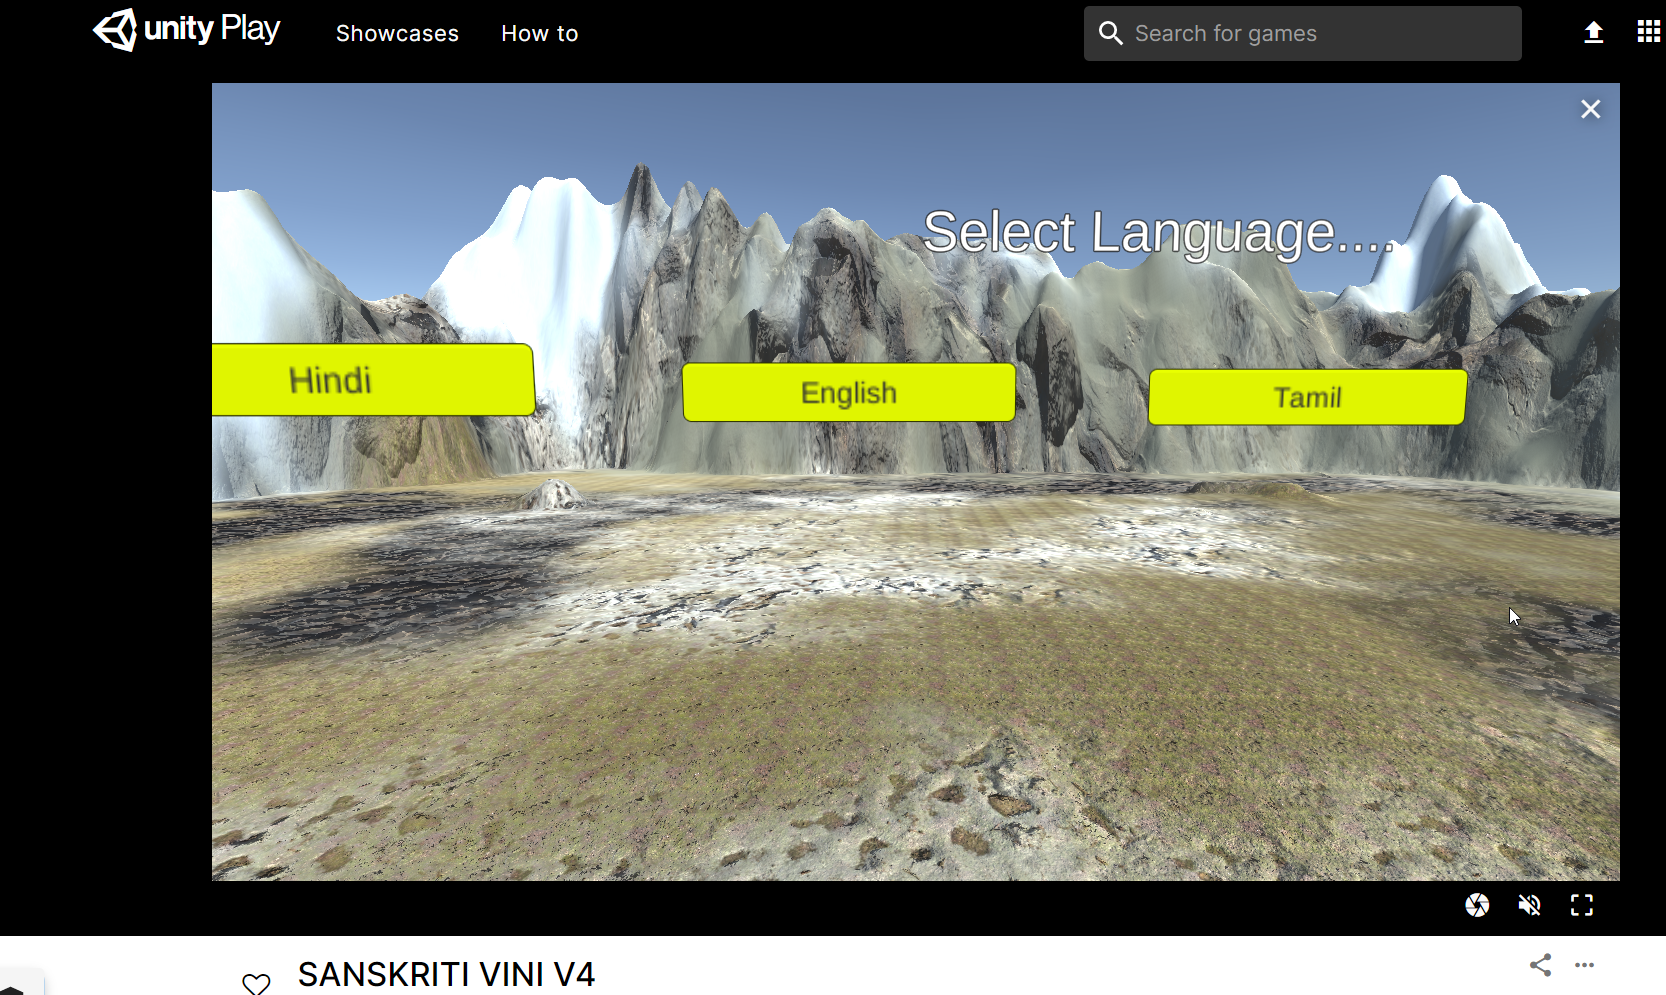 unity Play
Showcases
How to
Search for games
Select Language....
Hindi
English
Tamil
SANSKRITI VINI V4